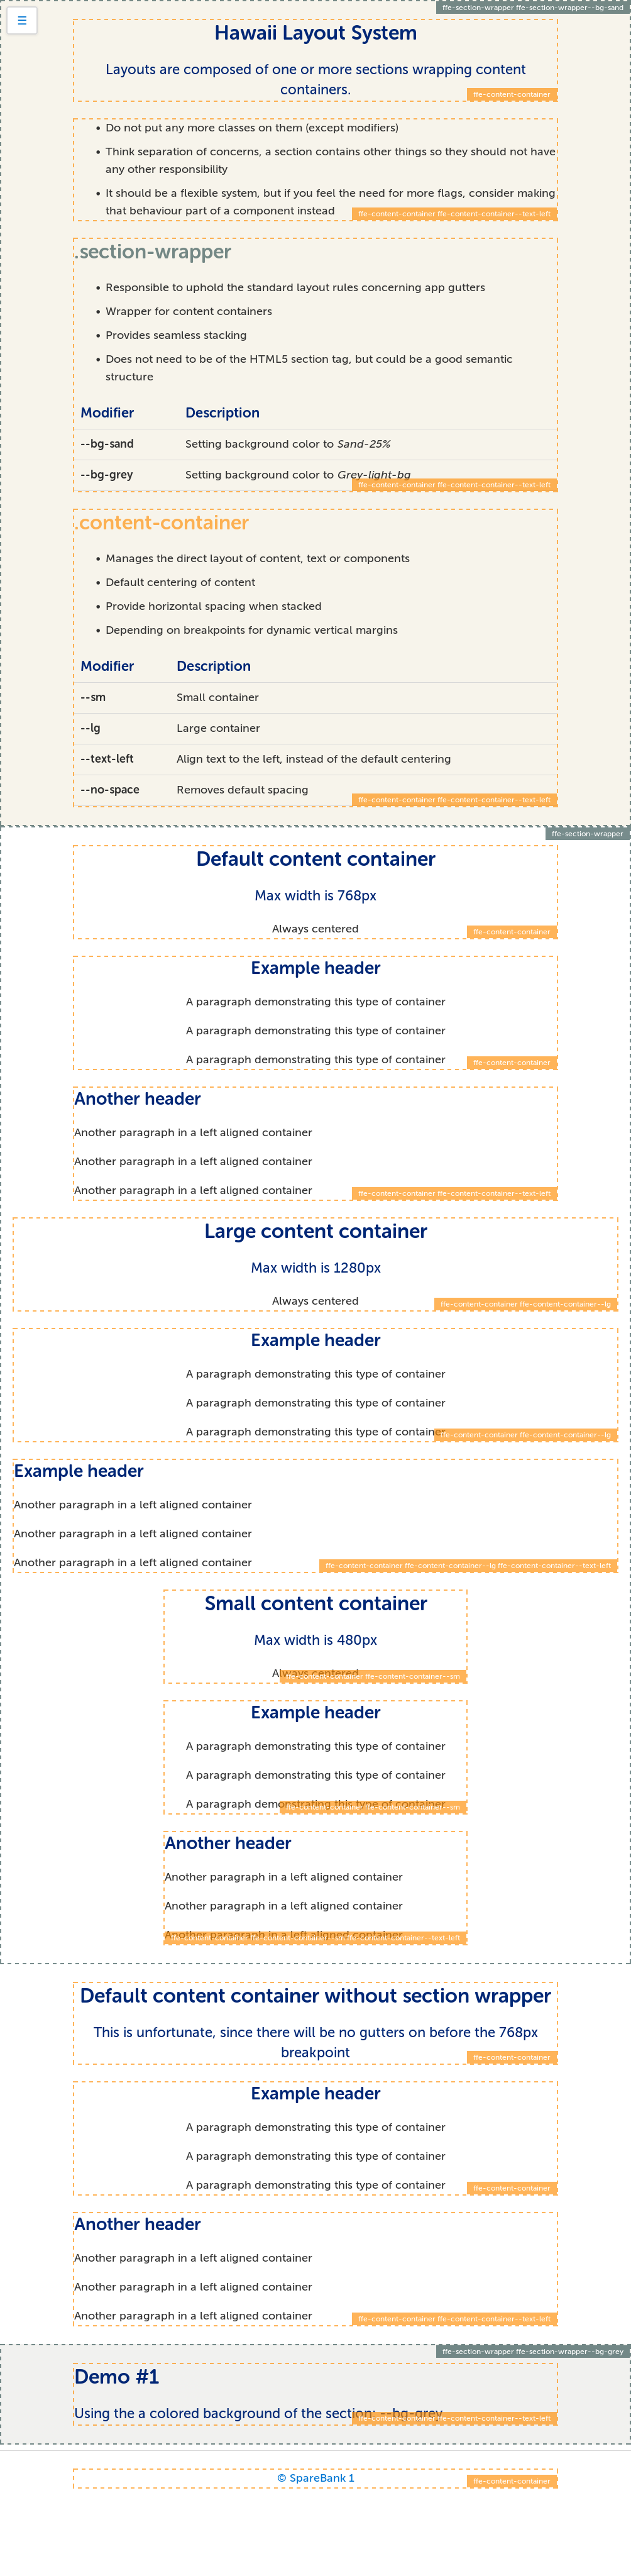 ffe-section-wrapper ffe-section-wrapper--bg-sand
☰
Hawaii Layout System
Layouts are composed of one or more sections wrapping content
containers.
ffe-content-container
• Do not put any more classes on them (except modifiers)
• Think separation of concerns, a section contains other things so they should not have
any other responsibility
• It should be a flexible system, but if you feel the need for more flags, consider making
that behaviour part of a component instead
ffe-content-container ffe-content-container--text-left
.section-wrapper
• Responsible to uphold the standard layout rules concerning app gutters
• Wrapper for content containers
• Provides seamless stacking
• Does not need to be of the HTML5 section tag, but could be a good semantic
structure
Modifier Description
--bg-sand Setting background color to Sand-25%
--bg-grey Setting background color to Grey-light-bg
ffe-content-container ffe-content-container--text-left
.content-container
• Manages the direct layout of content, text or components
• Default centering of content
• Provide horizontal spacing when stacked
• Depending on breakpoints for dynamic vertical margins
Modifier Description
--sm Small container
--lg Large container
--text-left Align text to the left, instead of the default centering
--no-space Removes default spacing
ffe-content-container ffe-content-container--text-left
ffe-section-wrapper
Default content container
Max width is 768px
Always centered
ffe-content-container
Example header
A paragraph demonstrating this type of container
A paragraph demonstrating this type of container
A paragraph demonstrating this type of container
ffe-content-container
Another header
Another paragraph in a left aligned container
Another paragraph in a left aligned container
Another paragraph in a left aligned container
ffe-content-container ffe-content-container--text-left
Large content container
Max width is 1280px
Always centered
ffe-content-container ffe-content-container--lg
Example header
A paragraph demonstrating this type of container
A paragraph demonstrating this type of container
A paragraph demonstrating this type of container
ffe-content-container ffe-content-container--lg
Example header
Another paragraph in a left aligned container
Another paragraph in a left aligned container
Another paragraph in a left aligned container
ffe-content-container ffe-content-container--lg ffe-content-container--text-left
Small content container
Max width is 480px
Always centered
ffe-content-container ffe-content-container--sm
Example header
A paragraph demonstrating this type of container
A paragraph demonstrating this type of container
A paragraph demonstrating this type of container
ffe-content-container ffe-content-container--sm
Another header
Another paragraph in a left aligned container
Another paragraph in a left aligned container
Another paragraph in a left aligned container
ffe-content-container ffe-content-container--sm ffe-content-container--text-left
Default content container without section wrapper
This is unfortunate, since there will be no gutters on before the 768px
breakpoint
ffe-content-container
Example header
A paragraph demonstrating this type of container
A paragraph demonstrating this type of container
A paragraph demonstrating this type of container
ffe-content-container
Another header
Another paragraph in a left aligned container
Another paragraph in a left aligned container
Another paragraph in a left aligned container
ffe-content-container ffe-content-container--text-left
ffe-section-wrapper ffe-section-wrapper--bg-grey
Demo #1
Using the a colored background of the section: --bg-grey
ffe-content-container ffe-content-container--text-left
© SpareBank 1
ffe-content-container